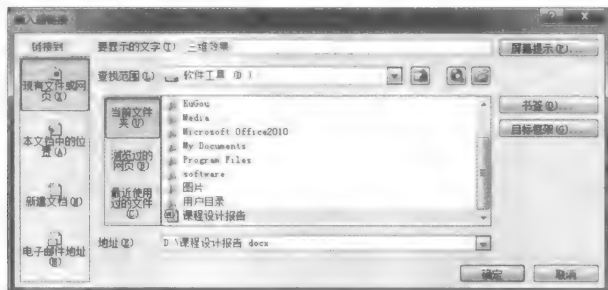 插入超链接
链接到
要显示的文字(T) 三维效果
屏幕提示(P)...
现有文件或网页(X)
查找范围(L) 软件工具 (D )
当前文件夹(U)
KuGou
Media
Microsoft Office2010
My Documents
Program Files
software
图片
用户目录
课程设计报告
书签(O)...
目标框架(G)...
本文档中的位置(A)
浏览过的网页(B)
最近使用过的文件(C)
新建文档(N)
电子邮件地址(M)
地址(E) D \课程设计报告 docx
确定
取消